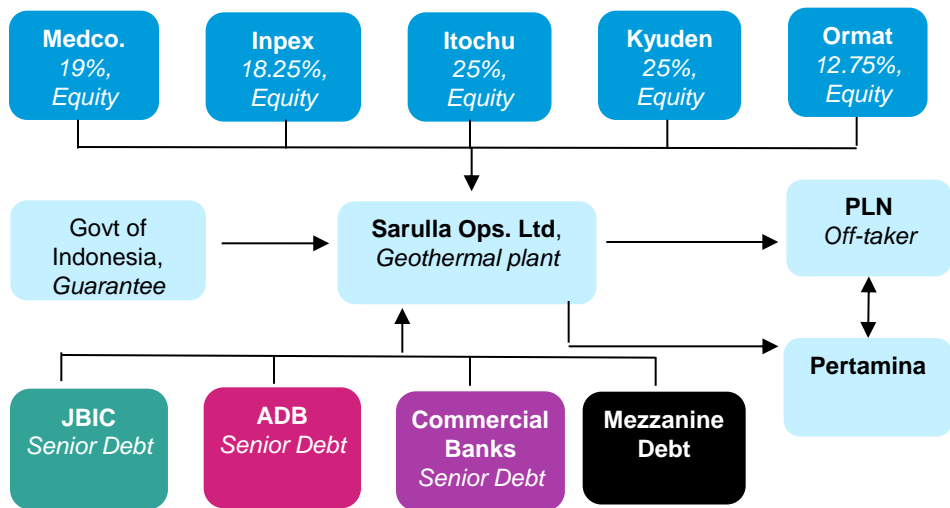 Medco.
19%,
Equity
Inpex
18.25%,
Equity
Itochu
25%,
Equity
Kyuden
25%,
Equity
Ormat
12.75%,
Equity
Govt of
Indonesia,
Guarantee
Sarulla Ops. Ltd,
Geothermal plant
PLN
Off-taker
Pertamina
JBIC
Senior Debt
ADB
Senior Debt
Commercial
Banks
Senior Debt
Mezzanine
Debt